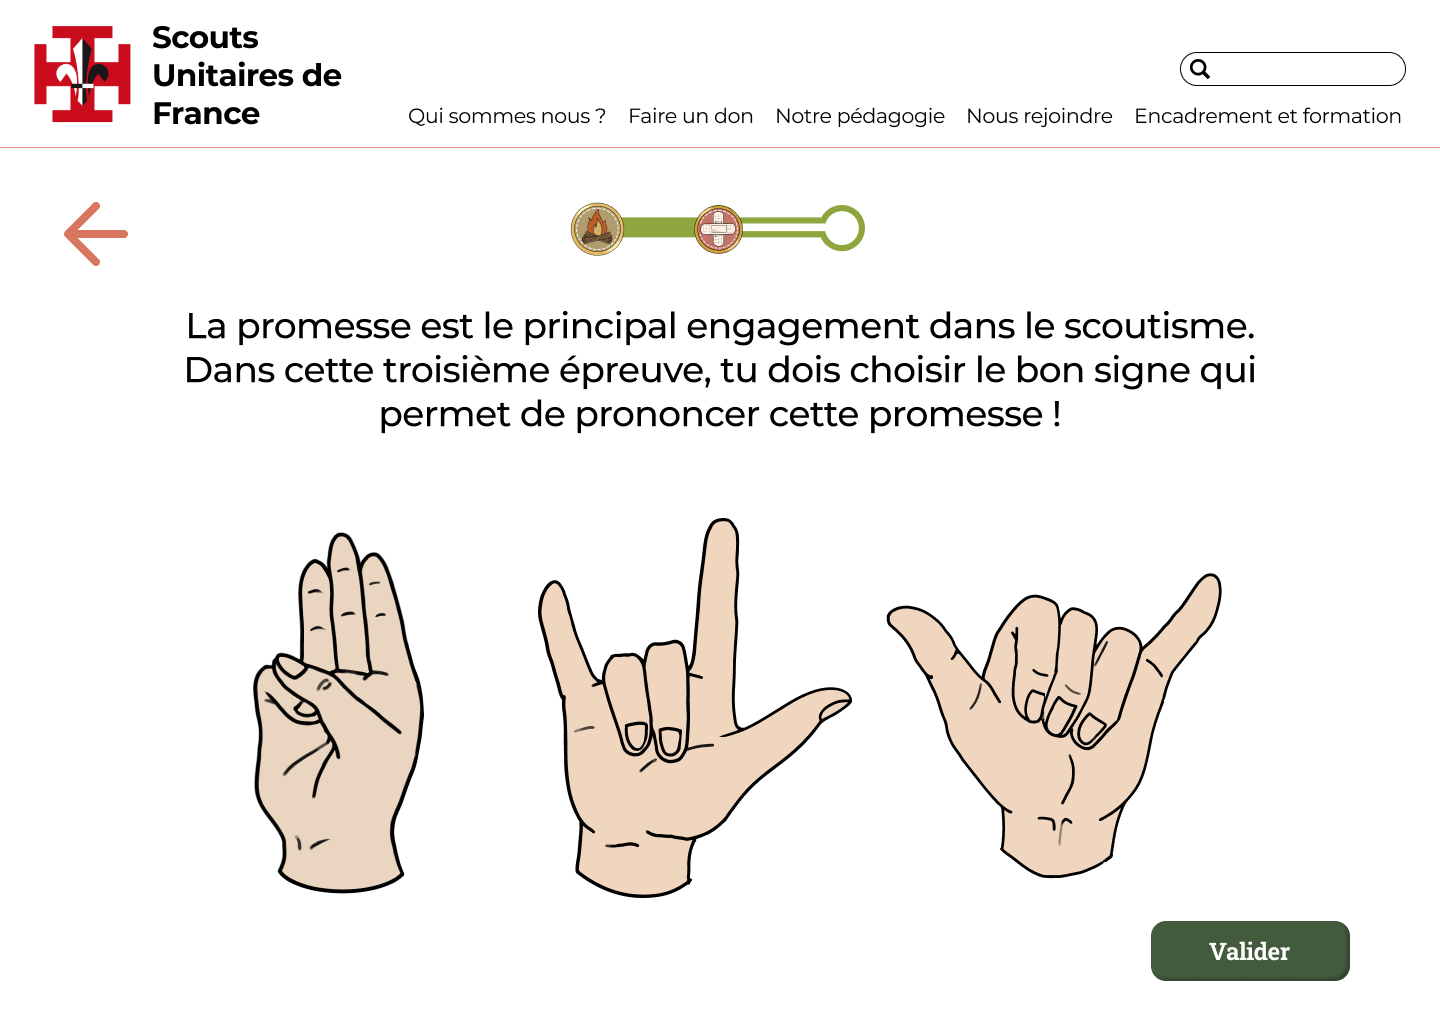 Scouts
Unitaires de
France
Qui sommes nous ? Faire un don Notre pédagogie Nous rejoindre Encadrement et formation
La promesse est le principal engagement dans le scoutisme.
Dans cette troisième épreuve, tu dois choisir le bon signe qui
permet de prononcer cette promesse !
Valider